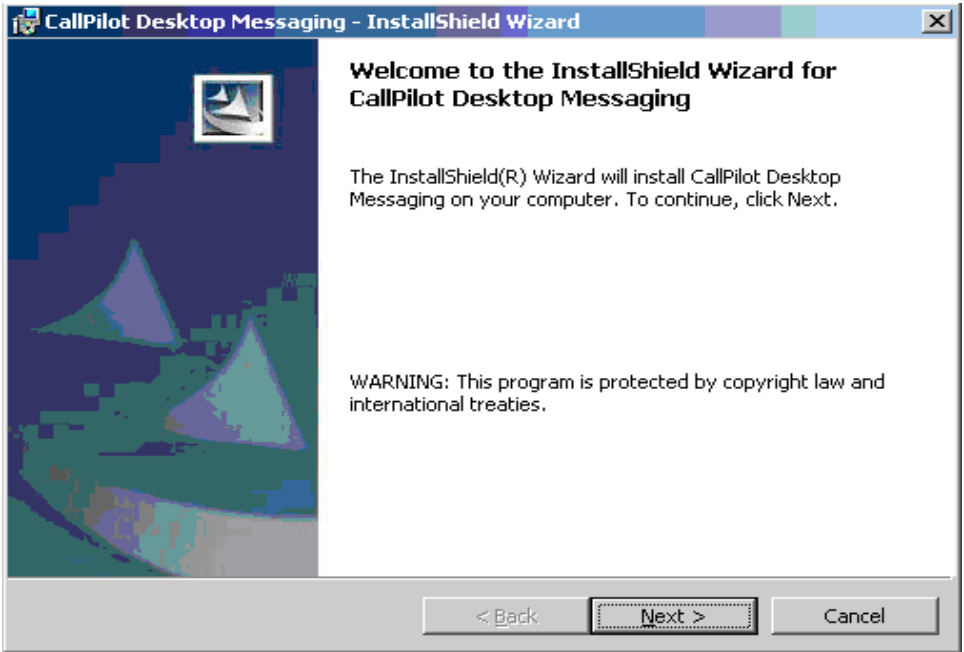 CallPilot Desktop Messaging - InstallShield Wizard
Welcome to the InstallShield Wizard for
CallPilot Desktop Messaging
The InstallShield(R) Wizard will install CallPilot Desktop
Messaging on your computer. To continue, click Next.
WARNING: This program is protected by copyright law and
international treaties.
< Back
Next >
Cancel